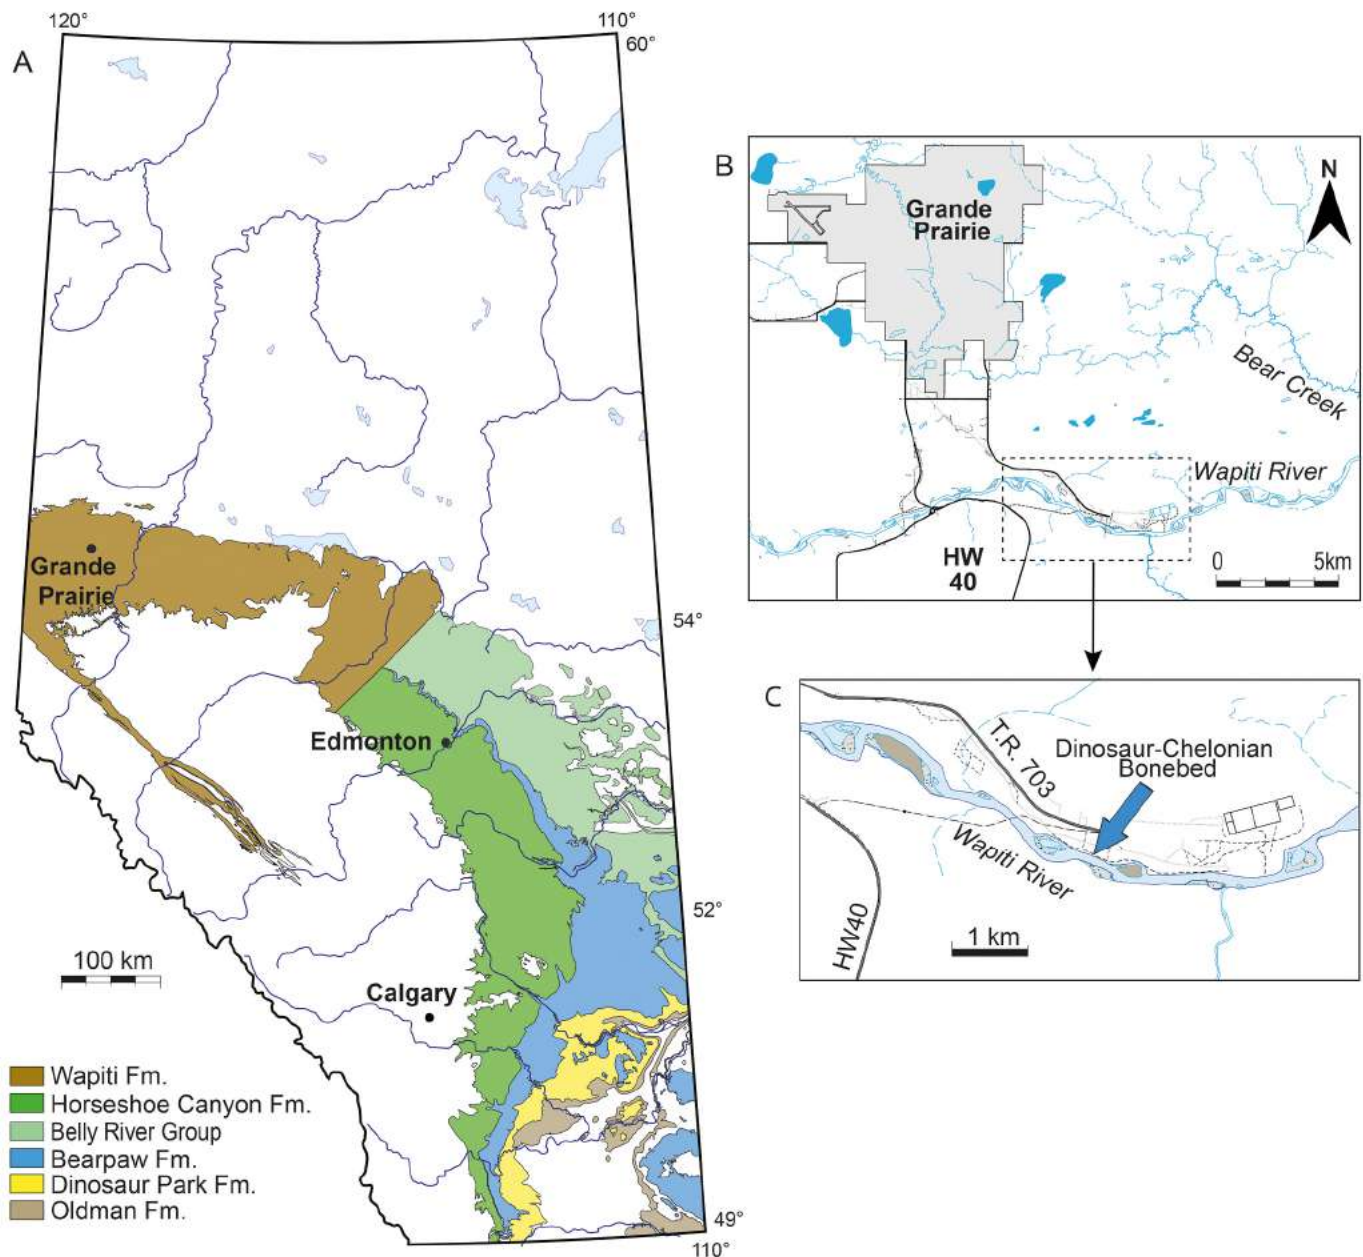 120°
110°
60°
A
Grande
Prairie
54°
Edmonton
52°
100 km
Calgary
Wapiti Fm.
Horseshoe Canyon Fm.
Belly River Group
Bearpaw Fm.
Dinosaur Park Fm.
Oldman Fm.
49°
110°
B
N
Grande
Prairie
Bear Creek
Wapiti River
HW
40
0 5km
C
T.R. 703
Dinosaur-Chelonian
Bonebed
Wapiti River
HW40
1 km